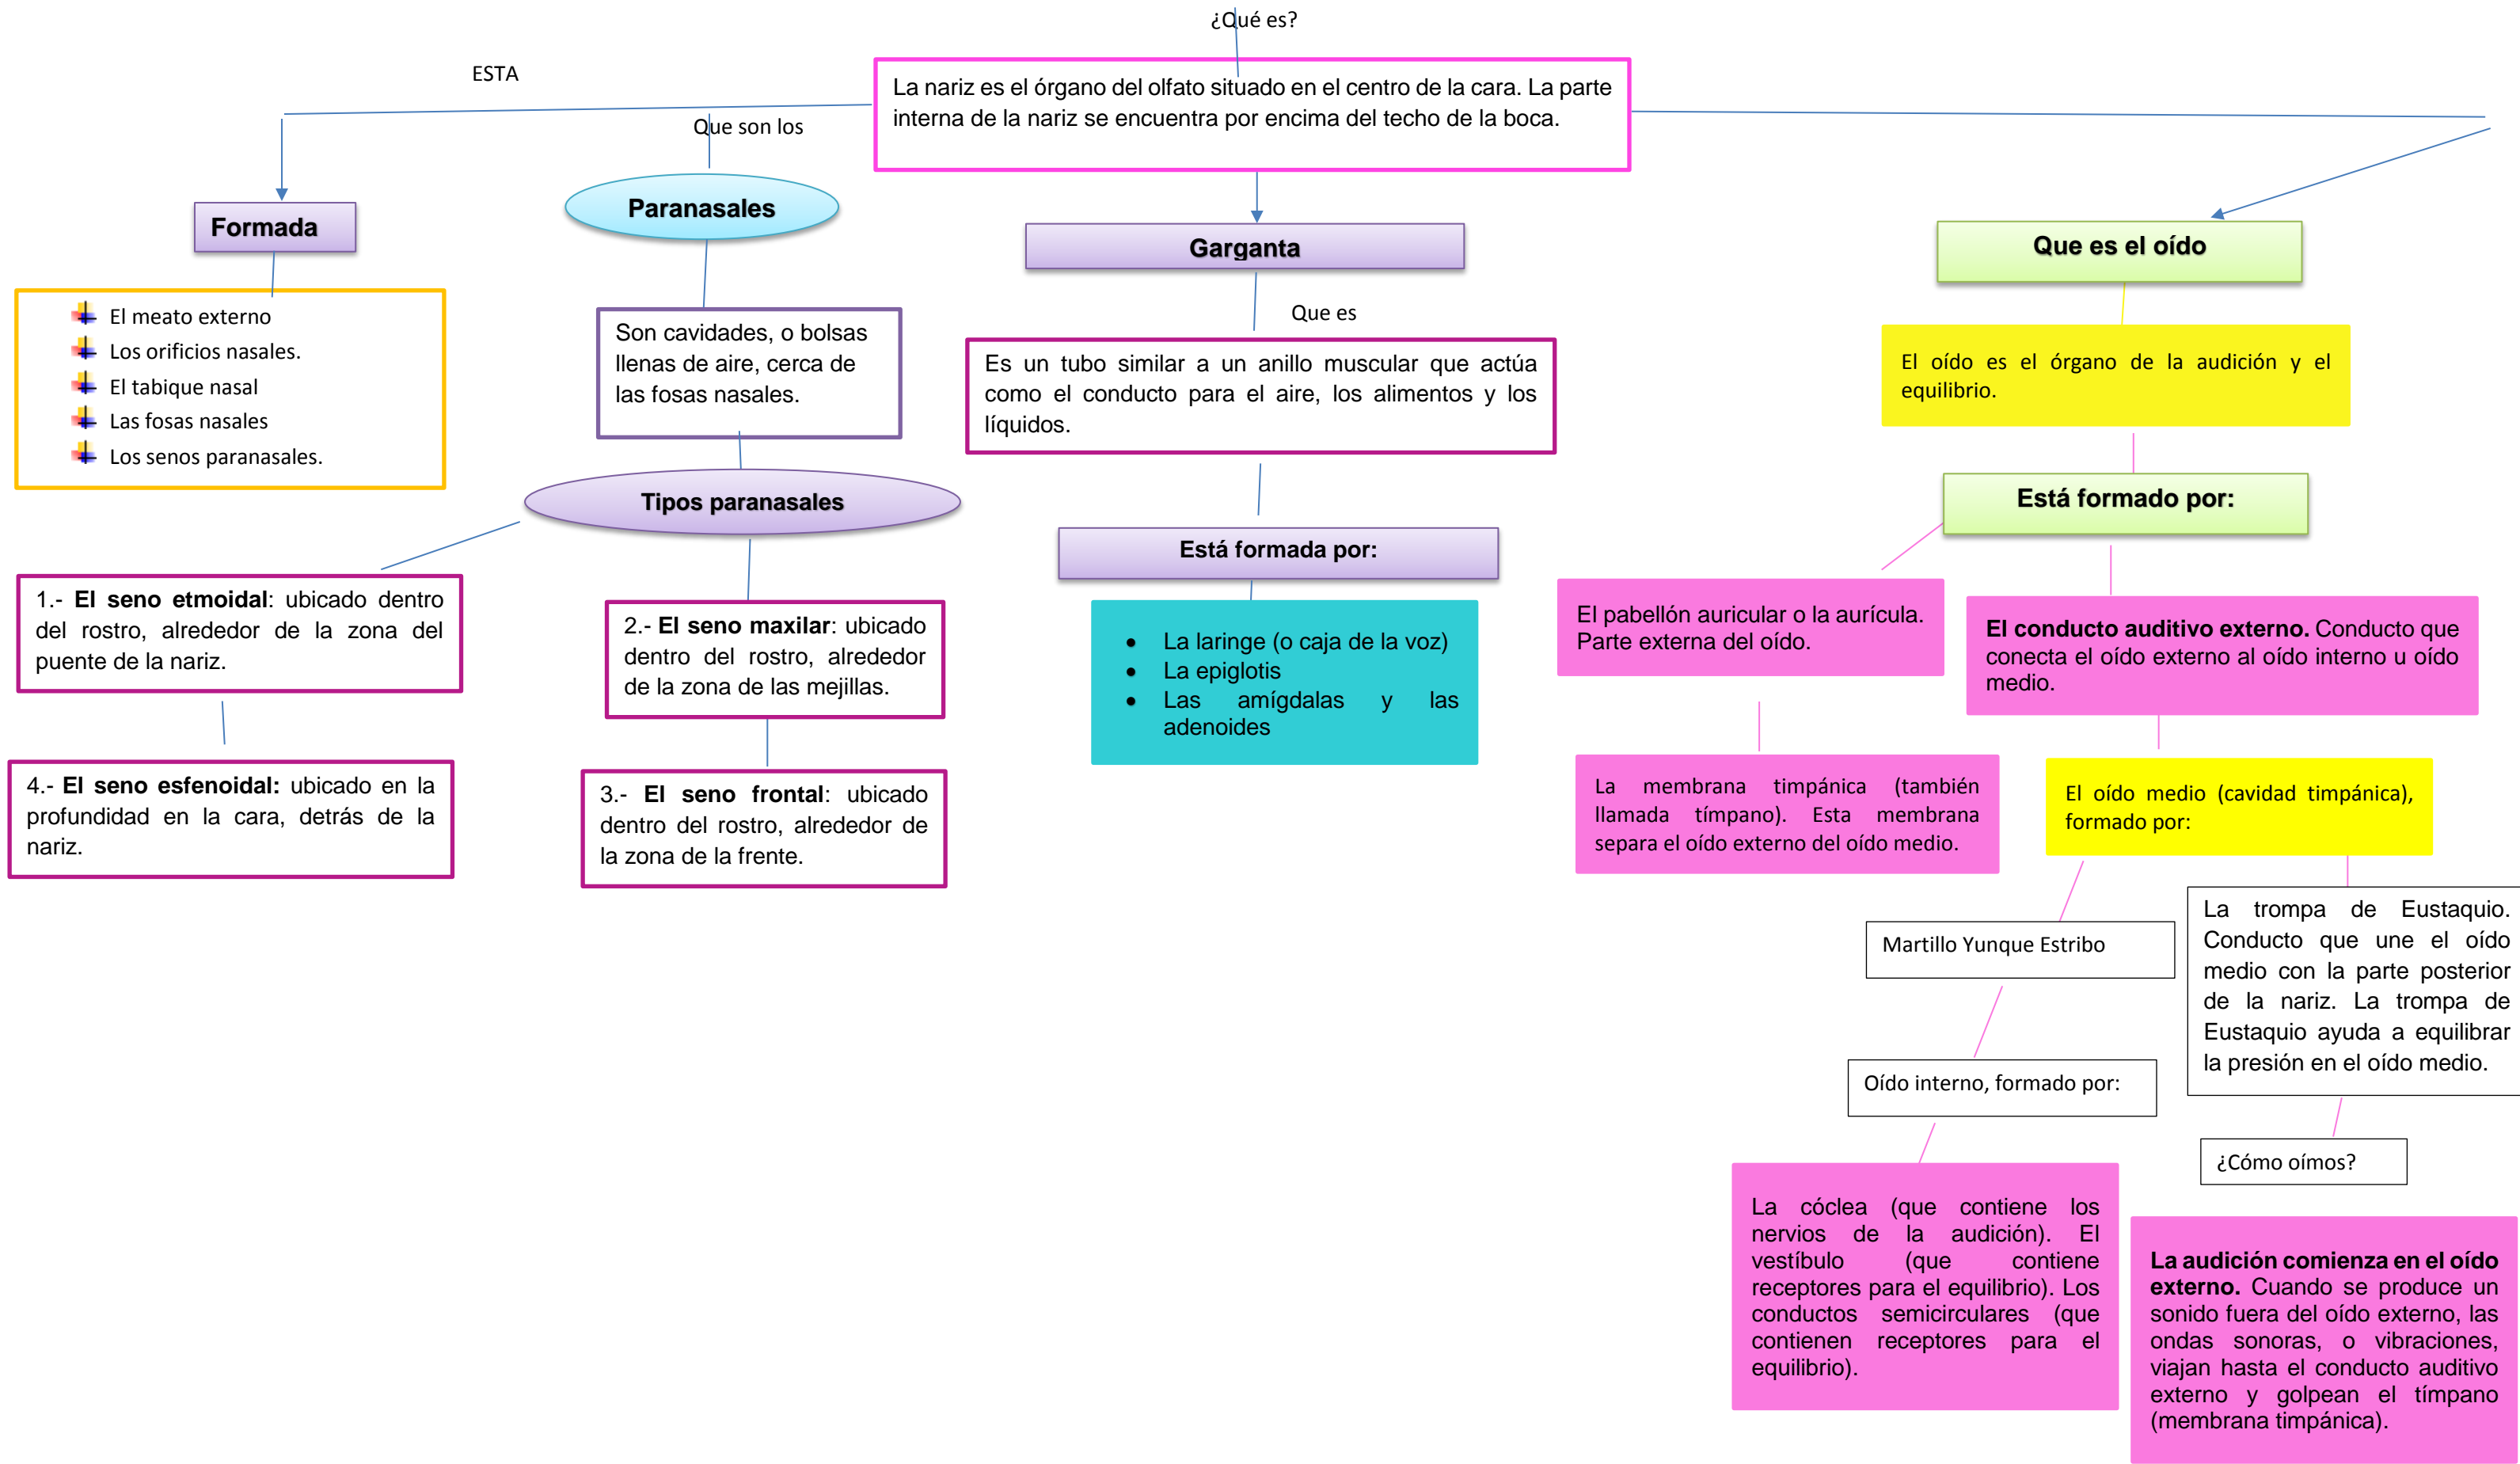 ¿Qué es?
ESTA
La nariz es el órgano del olfato situado en el centro de la cara. La parte
interna de la nariz se encuentra por encima del techo de la boca.
Que son los
Formada
El meato externo
Los orificios nasales.
El tabique nasal
Las fosas nasales
Los senos paranasales.
Paranasales
Son cavidades, o bolsas
llenas de aire, cerca de
las fosas nasales.
Tipos paranasales
1.- El seno etmoidal: ubicado dentro
del rostro, alrededor de la zona del
puente de la nariz.
2.- El seno maxilar: ubicado
dentro del rostro, alrededor
de la zona de las mejillas.
4.- El seno esfenoidal: ubicado en la
profundidad en la cara, detrás de la
nariz.
3.- El seno frontal: ubicado
dentro del rostro, alrededor de
la zona de la frente.
Garganta
Que es
Es un tubo similar a un anillo muscular que actúa
como el conducto para el aire, los alimentos y los
líquidos.
Está formada por:
La laringe (o caja de la voz)
La epiglotis
Las amígdalas y las
adenoides
Que es el oído
El oído es el órgano de la audición y el
equilibrio.
Está formado por:
El pabellón auricular o la aurícula.
Parte externa del oído.
El conducto auditivo externo. Conducto que
conecta el oído externo al oído interno u oído
medio.
La membrana timpánica (también
llamada tímpano). Esta membrana
separa el oído externo del oído medio.
El oído medio (cavidad timpánica),
formado por:
Martillo Yunque Estribo
La trompa de Eustaquio.
Conducto que une el oído
medio con la parte posterior
de la nariz. La trompa de
Eustaquio ayuda a equilibrar
la presión en el oído medio.
Oído interno, formado por:
¿Cómo oímos?
La cóclea (que contiene los
nervios de la audición). El
vestíbulo (que contiene
receptores para el equilibrio). Los
conductos semicirculares (que
contienen receptores para el
equilibrio).
La audición comienza en el oído
externo. Cuando se produce un
sonido fuera del oído externo, las
ondas sonoras, o vibraciones,
viajan hasta el conducto auditivo
externo y golpean el tímpano
(membrana timpánica).